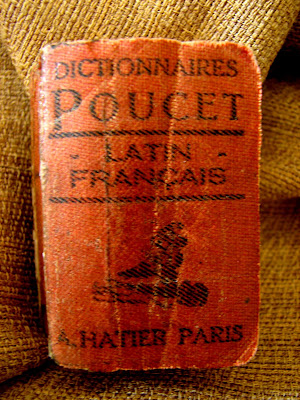 DICTIONNAIRES
POUCET
- LATIN -
FRANÇAIS
A. HATIER PARIS